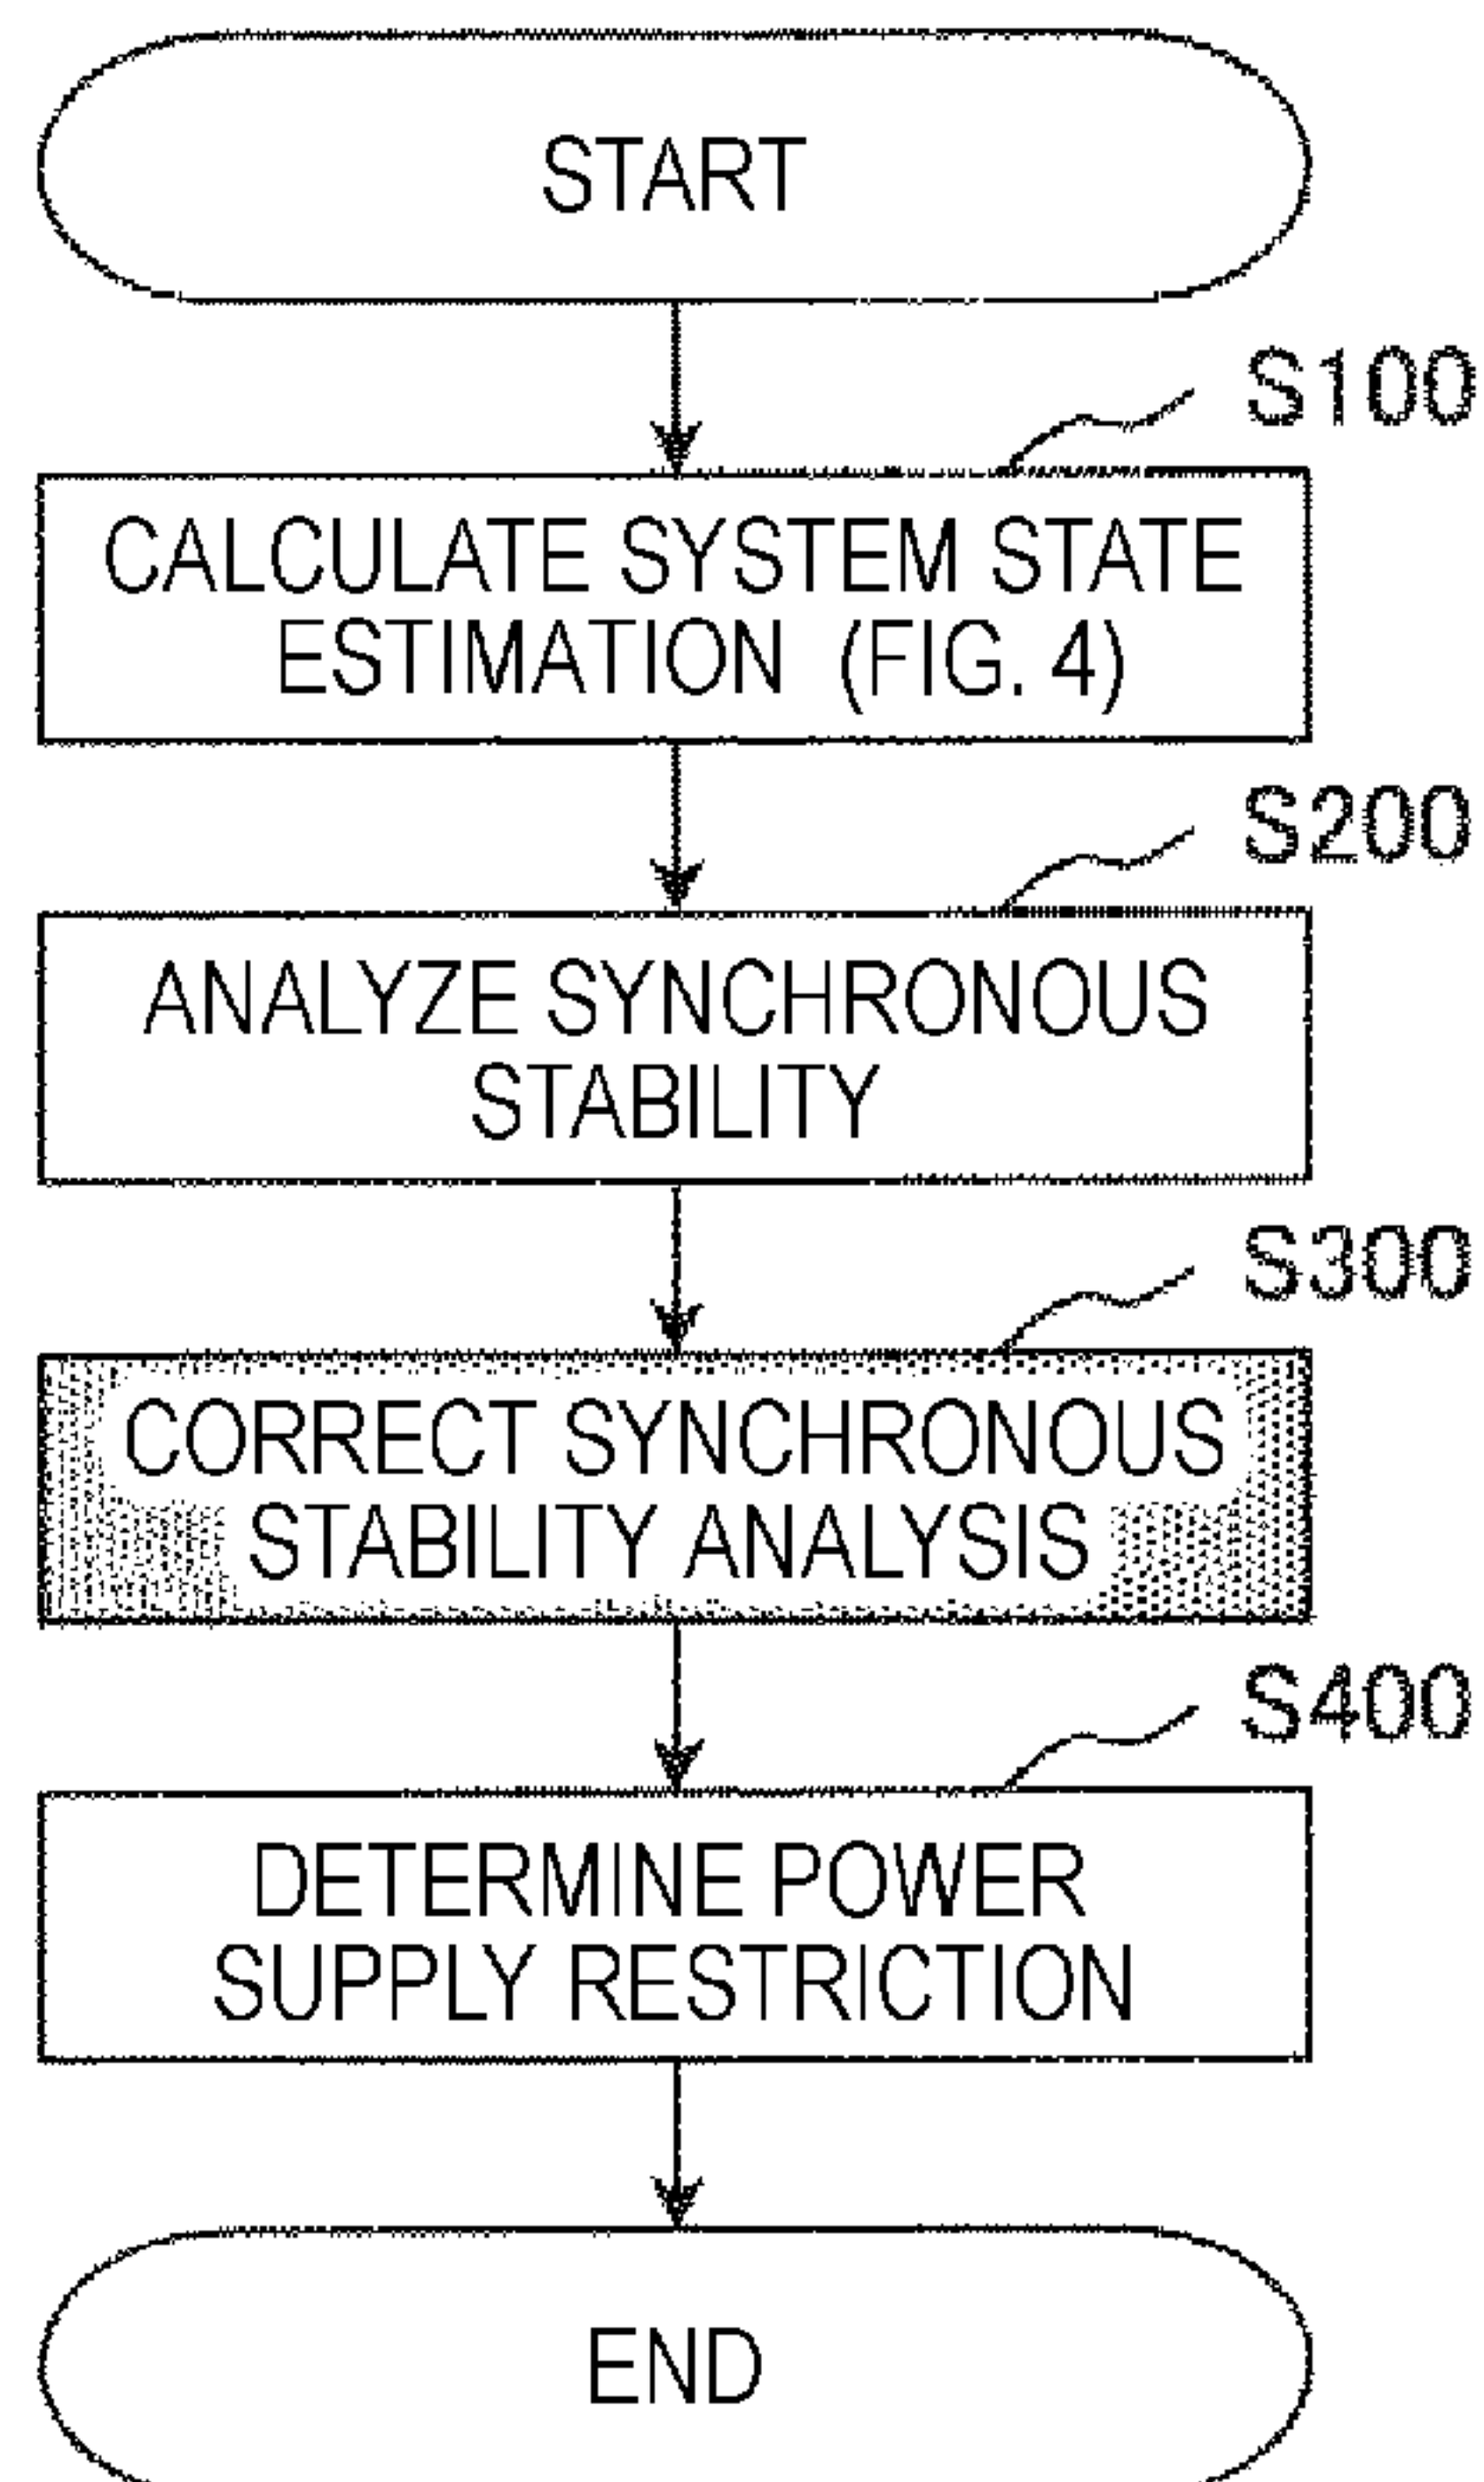 START
S100
CALCULATE SYSTEM STATE
ESTIMATION (FIG. 4)
S200
ANALYZE SYNCHRONOUS
STABILITY
S300
CORRECT SYNCHRONOUS
STABILITY ANALYSIS
S400
DETERMINE POWER
SUPPLY RESTRICTION
END